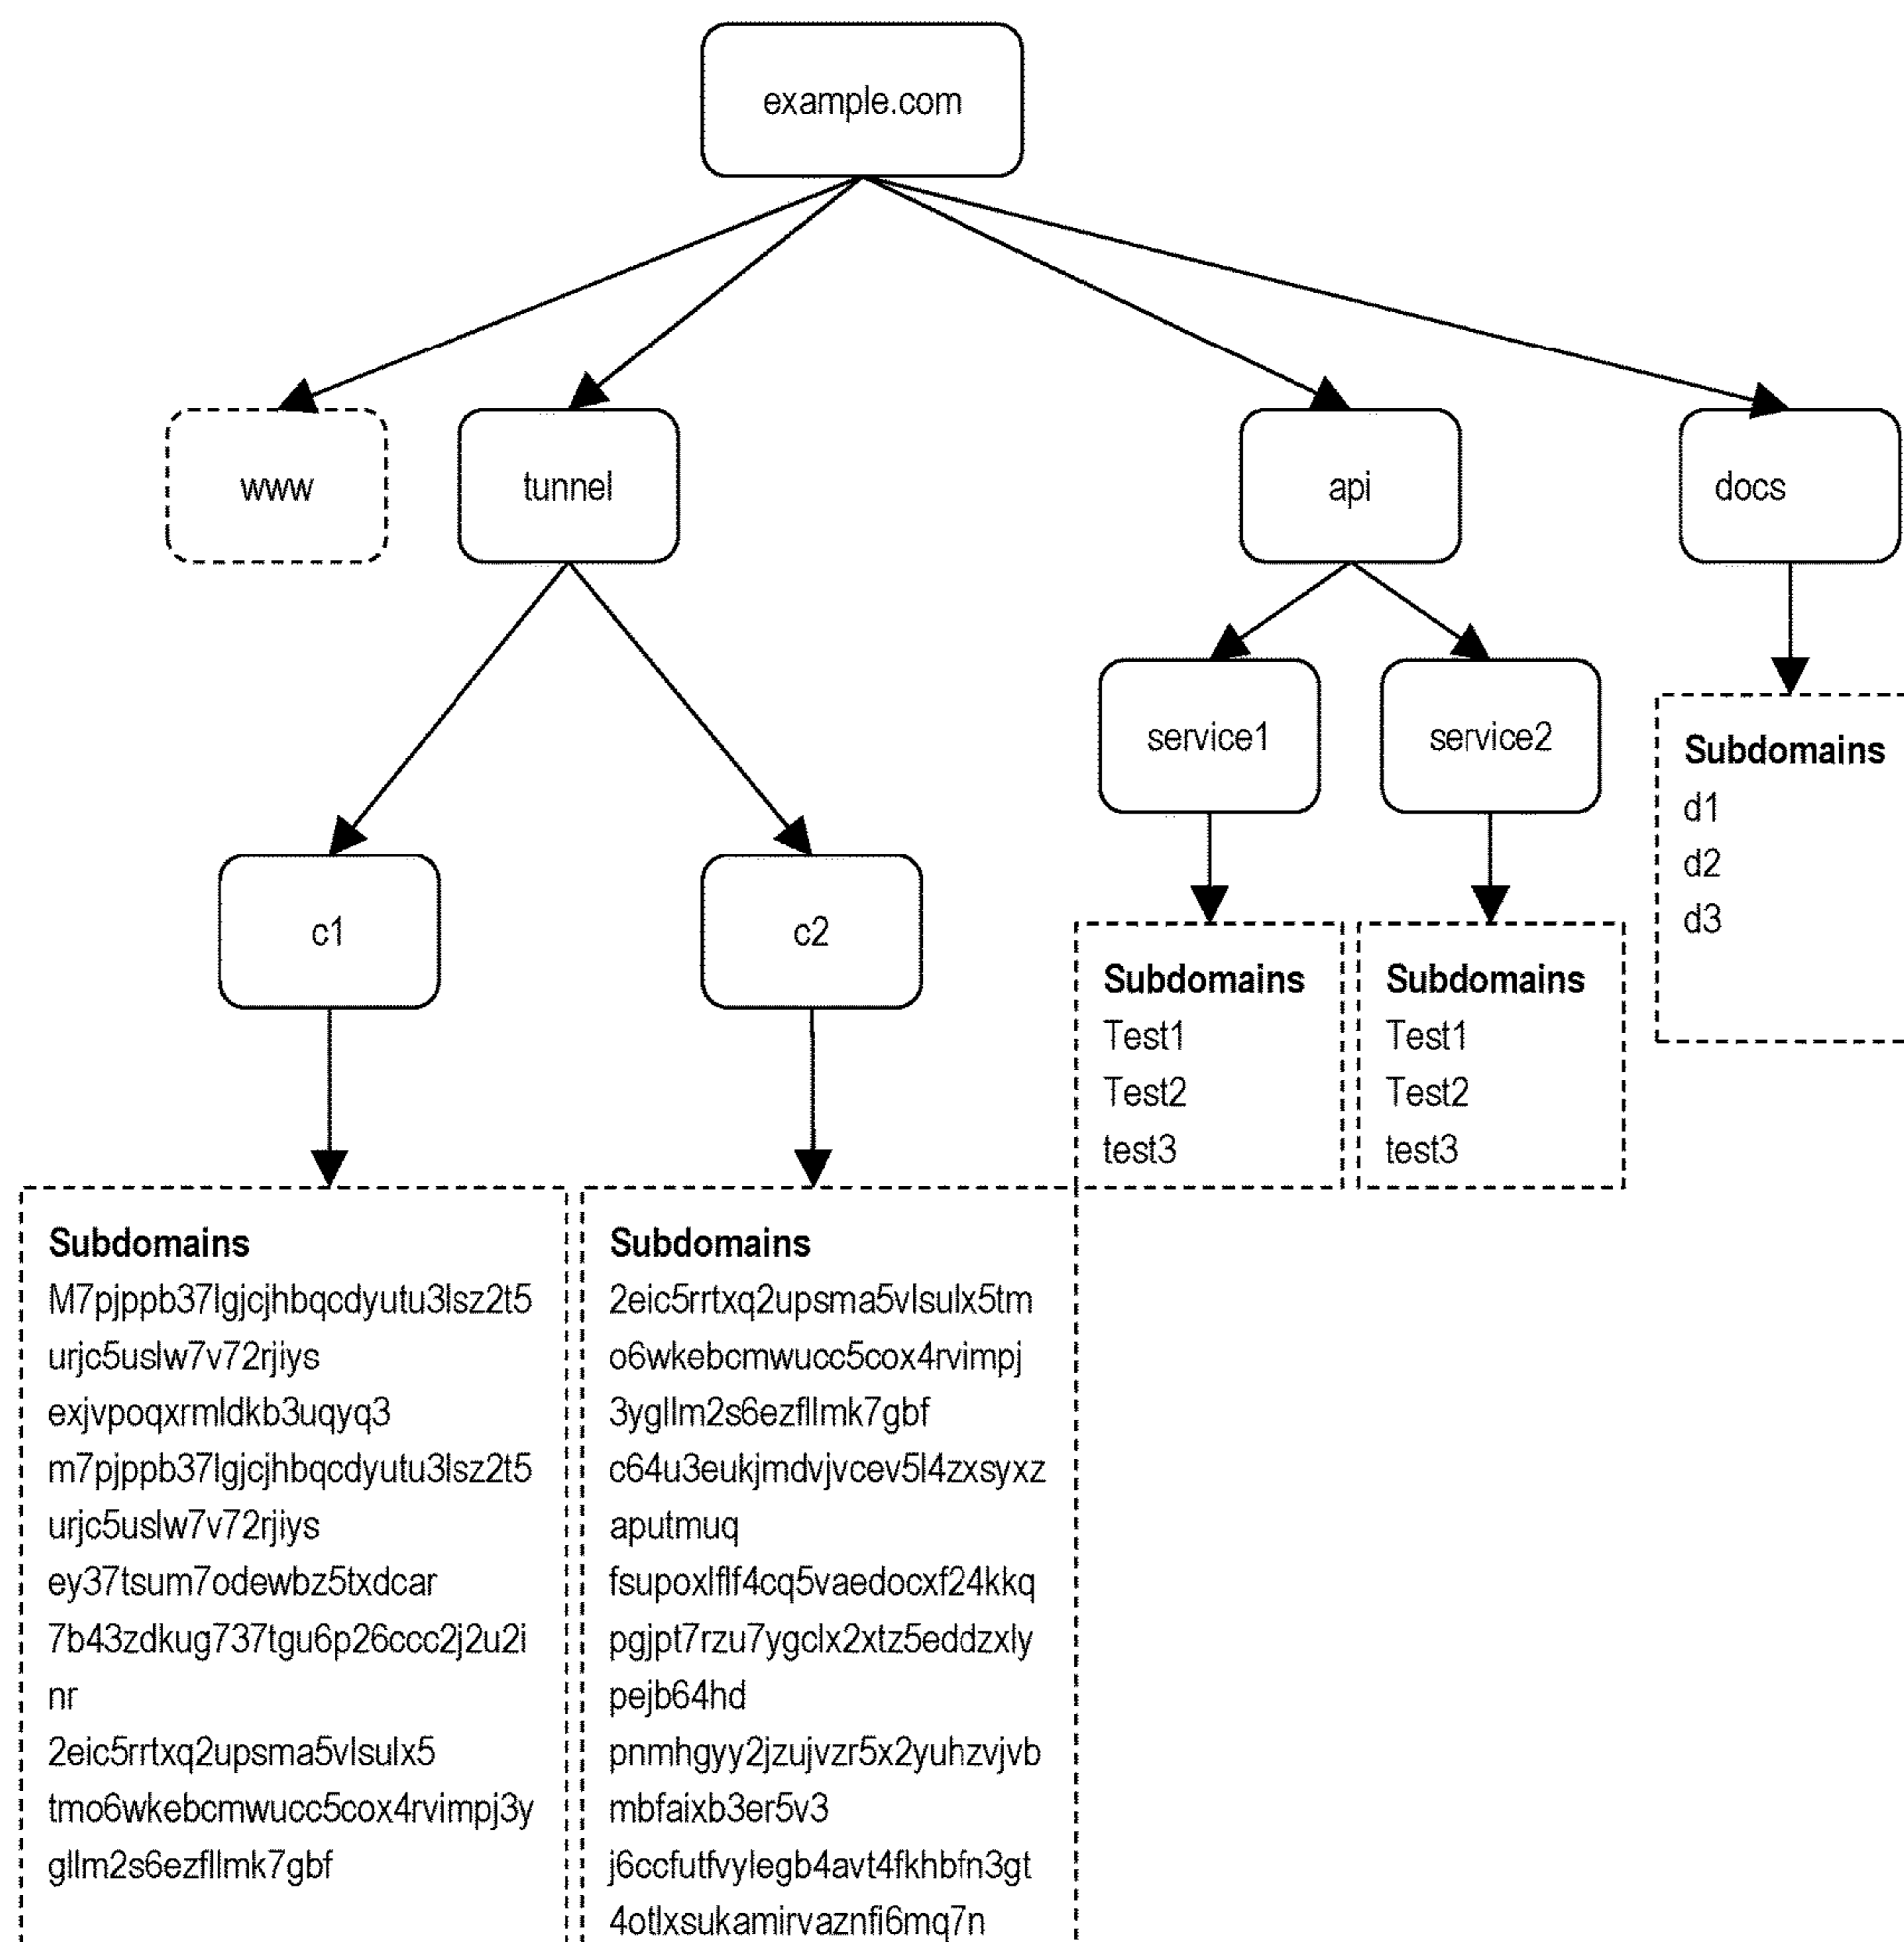 example.com
www
tunnel
api
docs
service1
service2
Subdomains
d1
d2
d3
c1
c2
Subdomains
Test1
Test2
test3
Subdomains
Test1
Test2
test3
Subdomains
M7pjppb37lgjcjhbqcdyutu3lsz2t5
urjc5uslw7v72rjiys
exjvpoqxrmldkb3uqyq3
m7pjppb37lgjcjhbqcdyutu3lsz2t5
urjc5uslw7v72rjiys
ey37tsum7odewbz5txdcar
7b43zdkug737tgu6p26ccc2j2u2i
nr
2eic5rrtxq2upsma5vlsulx5
tmo6wkebcmwucc5cox4rvimpj3y
gllm2s6ezfllmk7gbf
Subdomains
2eic5rrtxq2upsma5vlsulx5tm
o6wkebcmwucc5cox4rvimpj
3ygllm2s6ezfllmk7gbf
c64u3eukjmdvjvcev5l4zxsyxz
aputmuq
fsupoxlflf4cq5vaedocxf24kkq
pgjpt7rzu7ygclx2xtz5eddzxly
pejb64hd
pnmhgyy2jzujvzr5x2yuhzvjvb
mbfaixb3er5v3
j6ccfutfvylegb4avt4fkhbfn3gt
4otlxsukamirvaznfi6mq7n